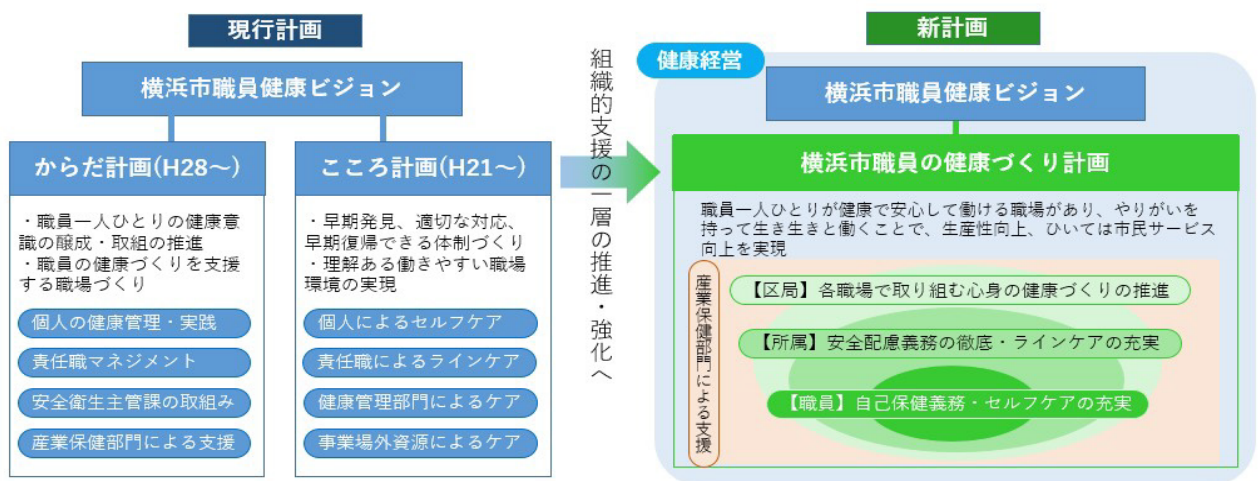 現行計画
横浜市職員健康ビジョン
からだ計画(H28~)
・職員一人ひとりの健康意
識の醸成・取組の推進
・職員の健康づくりを支援
する職場づくり
個人の健康管理・実践
責任職マネジメント
安全衛生主管課の取組み
産業保健部門による支援
こころ計画(H21~)
・早期発見、適切な対応、
早期復帰できる体制づくり
・理解ある働きやすい職場
環境の実現
個人によるセルフケア
責任職によるラインケア
健康管理部門によるケア
事業場外資源によるケア
組織的支援の一層の推進・強化へ
新計画
健康経営
横浜市職員健康ビジョン
横浜市職員の健康づくり計画
職員一人ひとりが健康で安心して働ける職場があり、やりがいを
持って生き生きと働くことで、生産性向上、ひいては市民サービス
向上を実現
産業保健部門による支援
【区局】各職場で取り組む心身の健康づくりの推進
【所属】安全配慮義務の徹底・ラインケアの充実
【職員】自己保健義務・セルフケアの充実